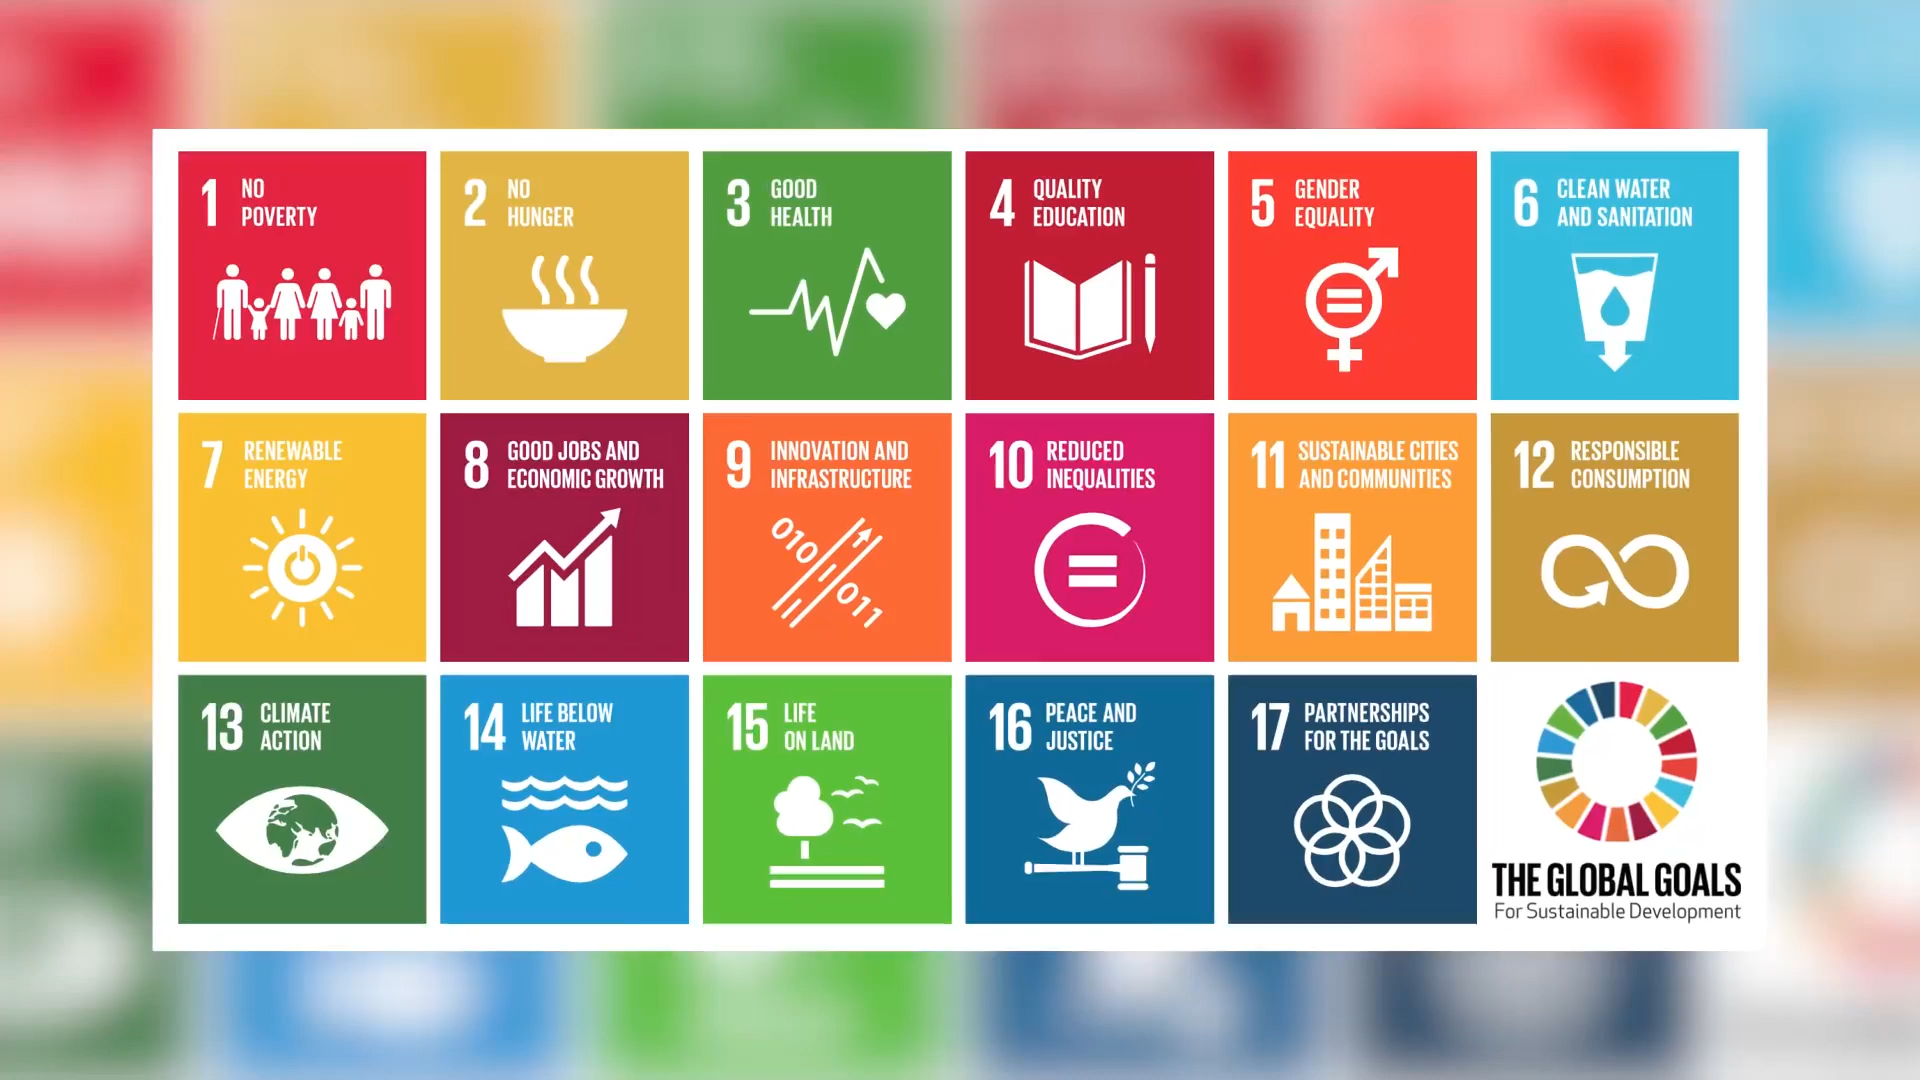 1 NO
POVERTY
2 NO
HUNGER
3 GOOD
HEALTH
4 QUALITY
EDUCATION
5 GENDER
EQUALITY
6 CLEAN WATER
AND SANITATION
7 RENEWABLE
ENERGY
8 GOOD JOBS AND
ECONOMIC GROWTH
9 INNOVATION AND
INFRASTRUCTURE
010
011
10 REDUCED
INEQUALITIES
11 SUSTAINABLE CITIES
AND COMMUNITIES
12 RESPONSIBLE
CONSUMPTION
13 CLIMATE
ACTION
14 LIFE BELOW
WATER
15 LIFE
ON LAND
16 PEACE AND
JUSTICE
17 PARTNERSHIPS
FOR THE GOALS
THE GLOBAL GOALS
For Sustainable Development